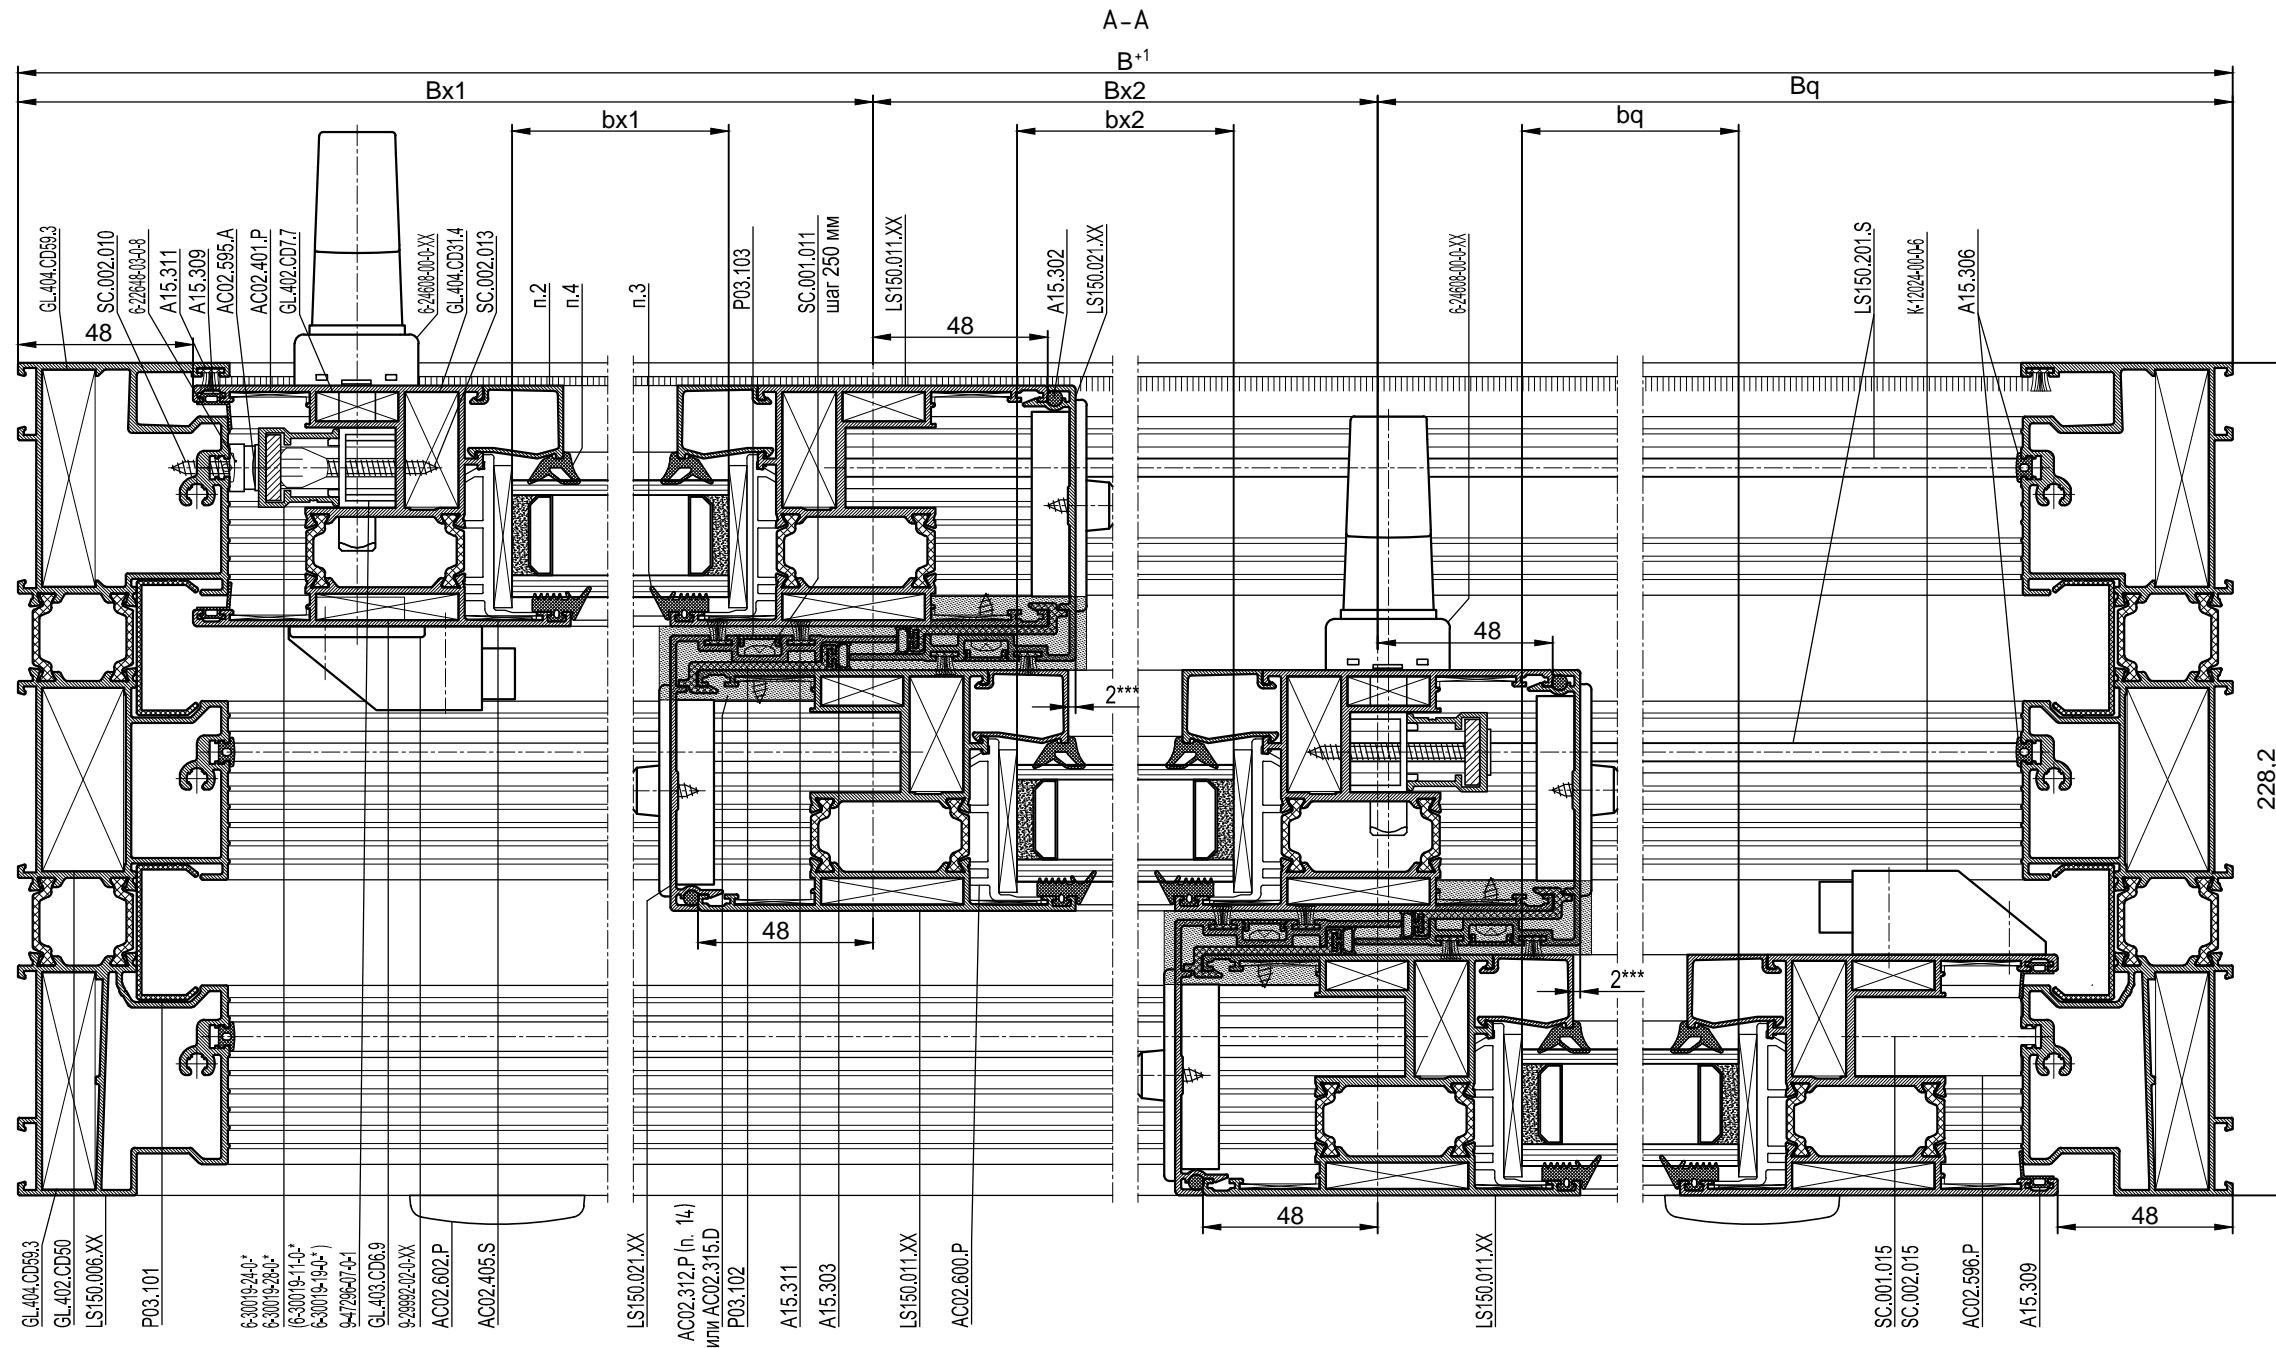 A-A
B⁺¹
Bx1
Bx2
Bq
bx1
bx2
bq
GL.404.CD59.3
SC.002.010
6-22648-03-0-8
A15.311
A15.309
AC02.595.A
AC02.401.P
GL.402.CD7.7
6-24608-00-0-XX
GL.404.CD31.4
SC.002.013
п.2
п.4
п.3
P03.103
SC.001.011
шаг 250 мм
LS150.011.XX
A15.302
LS150.021.XX
6-24608-00-0-XX
LS150.201.S
K-12024-00-0-6
A15.306
48
48
48
2***
228.2
48
2***
48
48
GL.404.CD59.3
GL.402.CD50
LS150.006.XX
P03.101
6-30019-24-0-*
6-30019-28-0-*
(6-30019-11-0-*
6-30019-19-0-* )
9-47296-07-0-1
GL.403.CD6.9
9-29992-02-0-XX
AC02.602.P
AC02.405.S
LS150.021.XX
AC02.312.P (п. 14)
или AC02.315.D
P03.102
A15.311
A15.303
LS150.011.XX
AC02.600.P
LS150.011.XX
SC.001.015
SC.002.015
AC02.596.P
A15.309